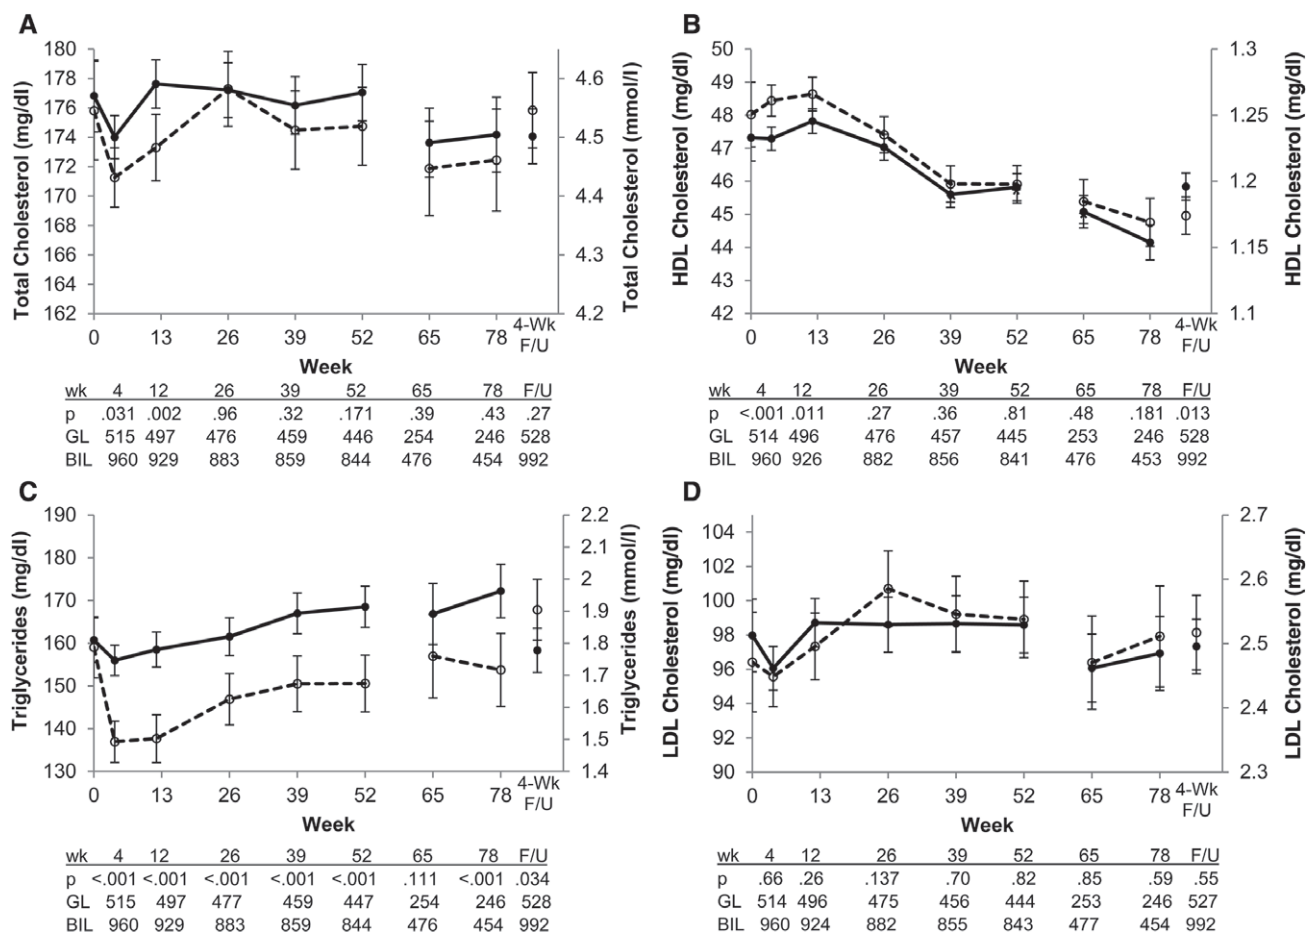 A
B
180
178
176
174
172
170
168
166
164
162
Total Cholesterol (mg/dl)
4.6
4.5
4.4
4.3
4.2
Total Cholesterol (mmol/l)
0 13 26 39 52 65 78 4-Wk F/U
Week
wk 4 12 26 39 52 65 78 F/U
p .031 .002 .96 .32 .171 .39 .43 .27
GL 515 497 476 459 446 254 246 528
BIL 960 929 883 859 844 476 454 992
50
49
48
47
46
45
44
43
42
HDL Cholesterol (mg/dl)
1.3
1.25
1.2
1.15
1.1
HDL Cholesterol (mg/dl)
0 13 26 39 52 65 78 4-Wk F/U
Week
wk 4 12 26 39 52 65 78 F/U
p <.001 .011 .27 .36 .81 .48 .181 .013
GL 514 496 476 457 445 253 246 528
BIL 960 926 882 856 841 476 453 992
C
D
190
180
170
160
150
140
130
Triglycerides (mg/dl)
2.2
2.1
2
1.9
1.8
1.7
1.6
1.5
1.4
Triglycerides (mmol/l)
0 13 26 39 52 65 78 4-Wk F/U
Week
wk 4 12 26 39 52 65 78 F/U
p <.001 <.001 <.001 <.001 <.001 .111 <.001 .034
GL 515 497 477 459 447 254 246 528
BIL 960 929 883 859 844 476 454 992
104
102
100
98
96
94
92
90
LDL Cholesterol (mg/dl)
2.7
2.6
2.5
2.4
2.3
LDL Cholesterol (mg/dl)
0 13 26 39 52 65 78 4-Wk F/U
Week
wk 4 12 26 39 52 65 78 F/U
p .66 .26 .137 .70 .82 .85 .59 .55
GL 514 496 475 456 444 253 246 527
BIL 960 924 882 855 843 477 454 992